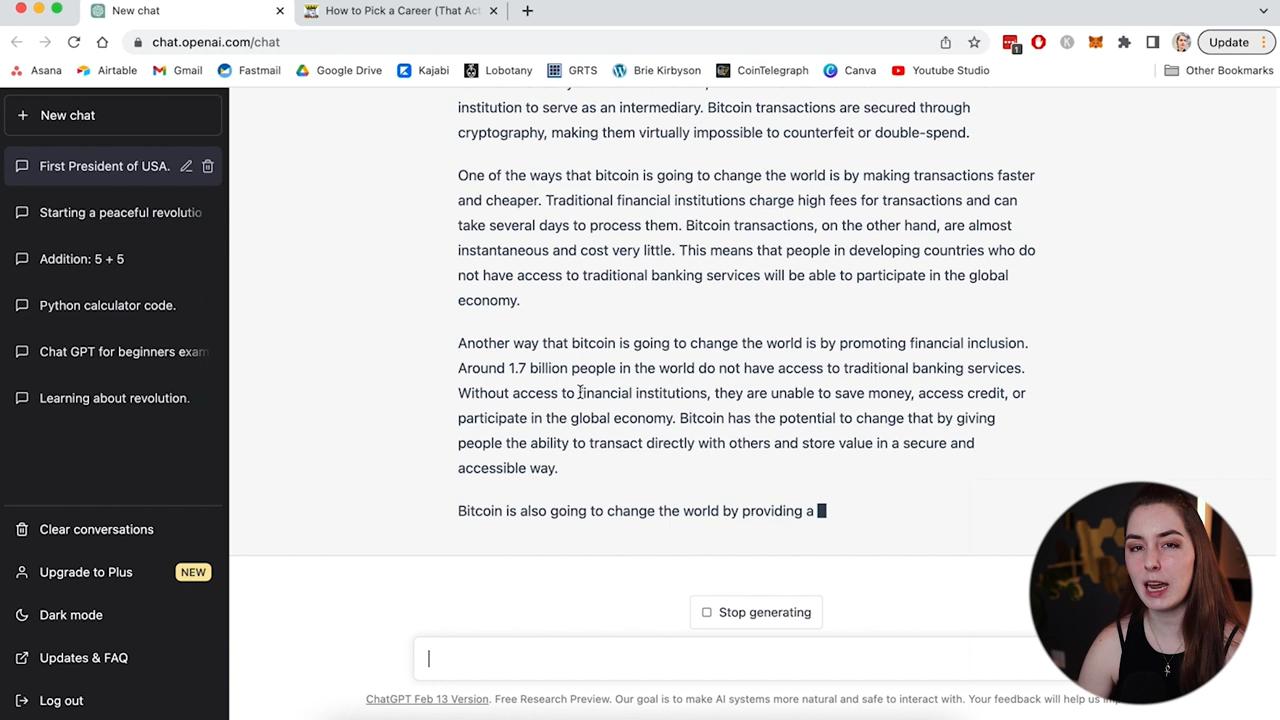 New chat
How to Pick a Career (That Act
chat.openai.com/chat
1
Update
Asana
Airtable
Gmail
Fastmail
Google Drive
Kajabi
Lobotany
GRTS
Brie Kirbyson
CoinTelegraph
Canva
Youtube Studio
Other Bookmarks
New chat
First President of USA.
Starting a peaceful revolutio
Addition: 5 + 5
Python calculator code.
Chat GPT for beginners exam
Learning about revolution.
Clear conversations
Upgrade to Plus
NEW
Dark mode
Updates & FAQ
Log out
institution to serve as an intermediary. Bitcoin transactions are secured through
cryptography, making them virtually impossible to counterfeit or double-spend.
One of the ways that bitcoin is going to change the world is by making transactions faster
and cheaper. Traditional financial institutions charge high fees for transactions and can
take several days to process them. Bitcoin transactions, on the other hand, are almost
instantaneous and cost very little. This means that people in developing countries who do
not have access to traditional banking services will be able to participate in the global
economy.
Another way that bitcoin is going to change the world is by promoting financial inclusion.
Around 1.7 billion people in the world do not have access to traditional banking services.
Without access to financial institutions, they are unable to save money, access credit, or
participate in the global economy. Bitcoin has the potential to change that by giving
people the ability to transact directly with others and store value in a secure and
accessible way.
Bitcoin is also going to change the world by providing a
Stop generating
ChatGPT Feb 13 Version. Free Research Preview. Our goal is to make AI systems more natural and safe to interact with. Your feedback will help us